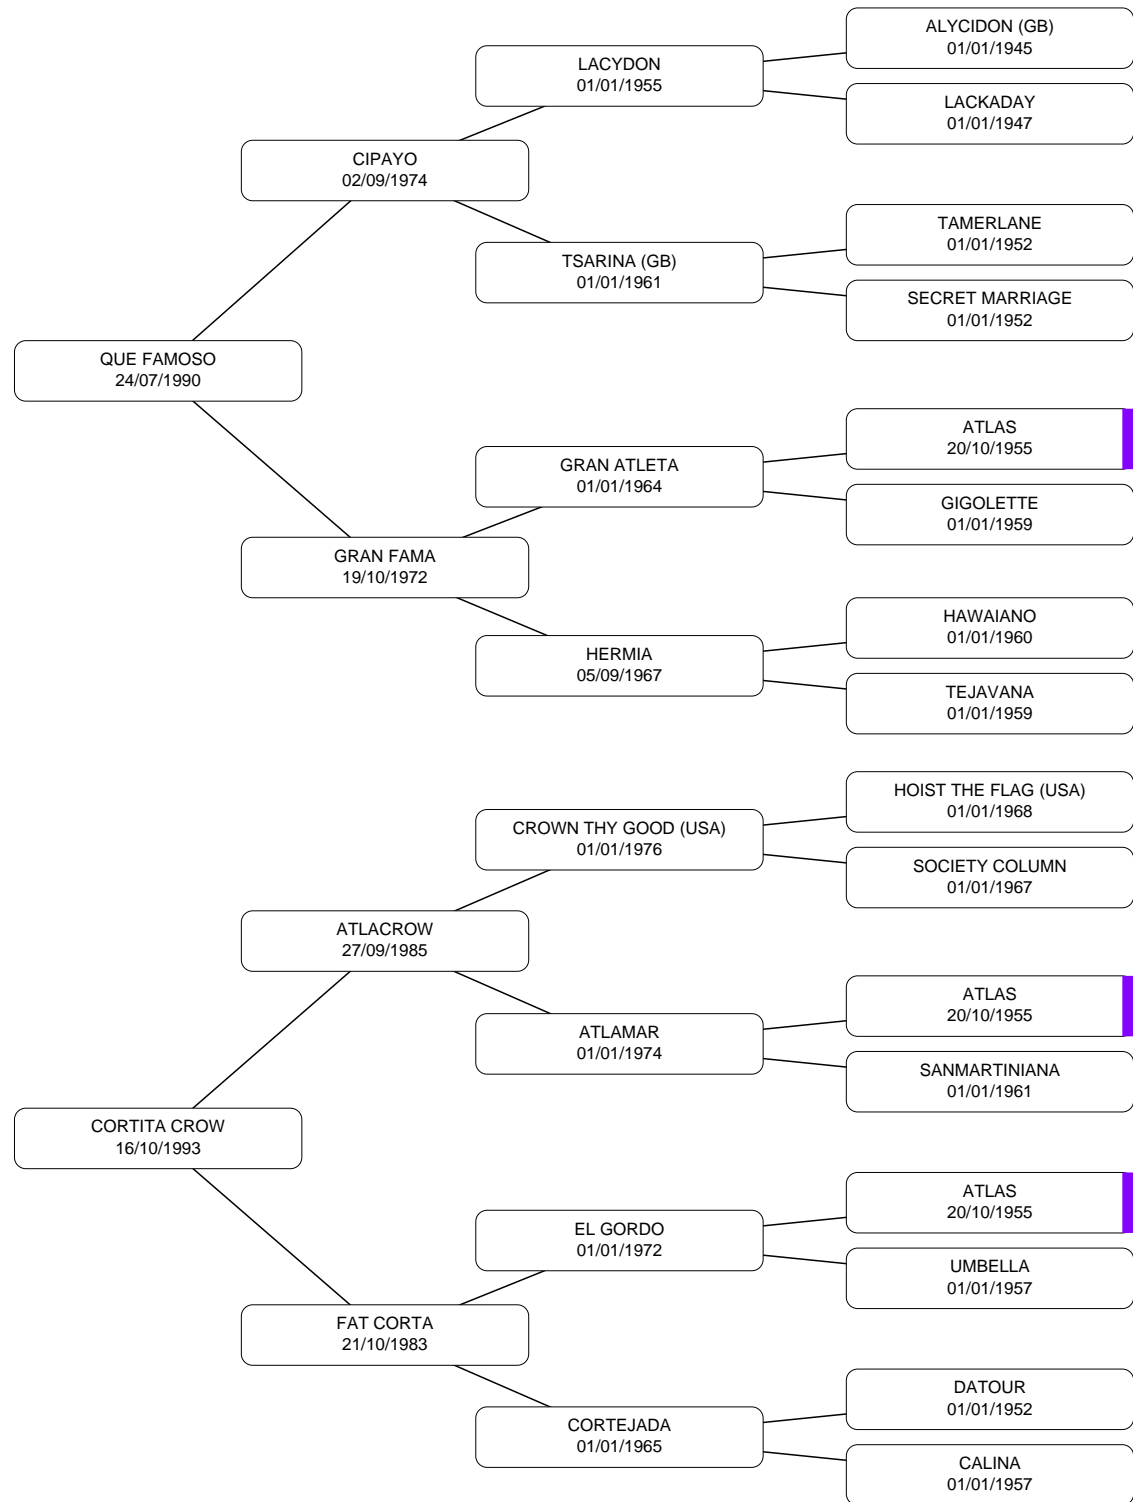 ALYCIDON (GB)
01/01/1945
LACYDON
01/01/1955
LACKADAY
01/01/1947
CIPAYO
02/09/1974
TAMERLANE
01/01/1952
TSARINA (GB)
01/01/1961
SECRET MARRIAGE
01/01/1952
QUE FAMOSO
24/07/1990
ATLAS
20/10/1955
GRAN ATLETA
01/01/1964
GIGOLETTE
01/01/1959
GRAN FAMA
19/10/1972
HAWAIANO
01/01/1960
HERMIA
05/09/1967
TEJAVANA
01/01/1959
HOIST THE FLAG (USA)
01/01/1968
CROWN THY GOOD (USA)
01/01/1976
SOCIETY COLUMN
01/01/1967
ATLACROW
27/09/1985
ATLAS
20/10/1955
ATLAMAR
01/01/1974
SANMARTINIANA
01/01/1961
CORTITA CROW
16/10/1993
ATLAS
20/10/1955
EL GORDO
01/01/1972
UMBELLA
01/01/1957
FAT CORTA
21/10/1983
DATOUR
01/01/1952
CORTEJADA
01/01/1965
CALINA
01/01/1957